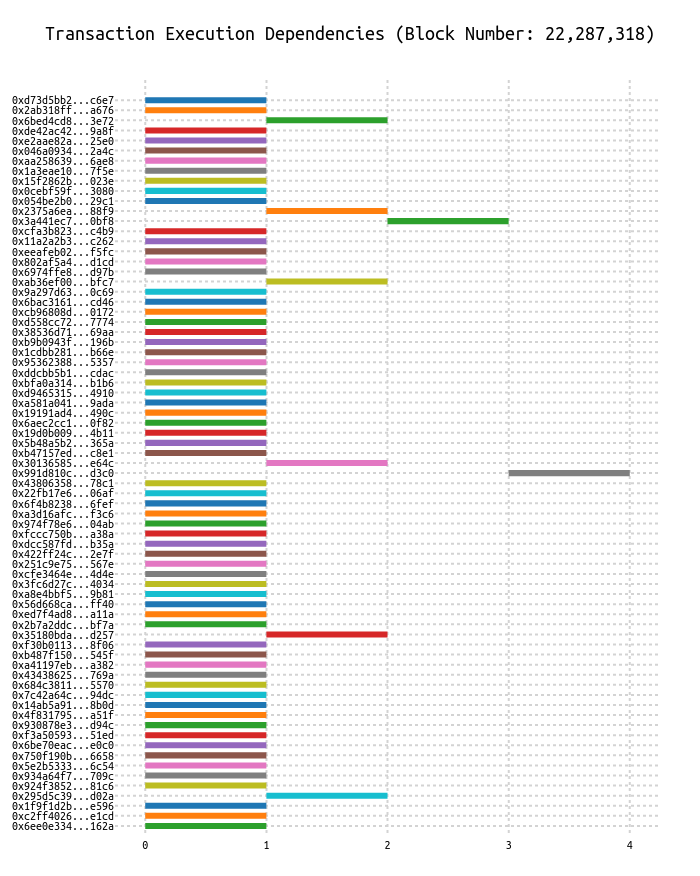 Transaction Execution Dependencies (Block Number: 22,287,318)
0xd73d5bb2...c6e7
0x2ab318ff...a676
0x6bed4cd8...3e72
0xde42ac42...9a8f
0xe2aae82a...25e0
0x046a0934...2a4c
0xaa258639...6ae8
0x1a3eae10...7f5e
0x15f2862b...023e
0x0cebf59f...3080
0x054be2b0...29c1
0x2375a6ea...88f9
0x3a441ec7...0bf8
0xcfa3b823...c4b9
0x11a2a2b3...c262
0xeeafeb02...f5fc
0x802af5a4...d1cd
0x6974ffe8...d97b
0xab36ef00...bfc7
0x9a297d63...0c69
0x6bac3161...cd46
0xcb96808d...0172
0xd558cc72...7774
0x38536d71...69aa
0xb9b0943f...196b
0x1cdbb281...b66e
0x95362388...5357
0xddcbb5b1...cdac
0xbfa0a314...b1b6
0xd9465315...4910
0xa581a041...9ada
0x19191ad4...490c
0x6aec2cc1...0f82
0x19d0b009...4b11
0x5b48a5b2...365a
0xb47157ed...c8e1
0x30136585...e64c
0x991d810c...d3c0
0x43806358...78c1
0x22fb17e6...06af
0x6f4b8238...6fef
0xa3d16afc...f3c6
0x974f78e6...04ab
0xfccc750b...a38a
0xdcc587fd...b35a
0x422ff24c...2e7f
0x251c9e75...567e
0xcfe3464e...4d4e
0x3fc6d27c...4034
0xa8e4bbf5...9b81
0x56d668ca...ff40
0xed7f4ad8...a11a
0x2b7a2ddc...bf7a
0x35180bda...d257
0xf30b0113...8f06
0xb487f150...545f
0xa41197eb...a382
0x43438625...769a
0x684c3811...5570
0x7c42a64c...94dc
0x14ab5a91...8b0d
0x4f831795...a51f
0x930878e3...d94c
0xf3a50593...51ed
0x6be70eac...e0c0
0x750f190b...6658
0x5e2b5333...6c54
0x934a64f7...709c
0x924f3852...81c6
0x295d5c39...d02a
0x1f9f1d2b...e596
0xc2ff4026...e1cd
0x6ee0e334...162a
0 1 2 3 4